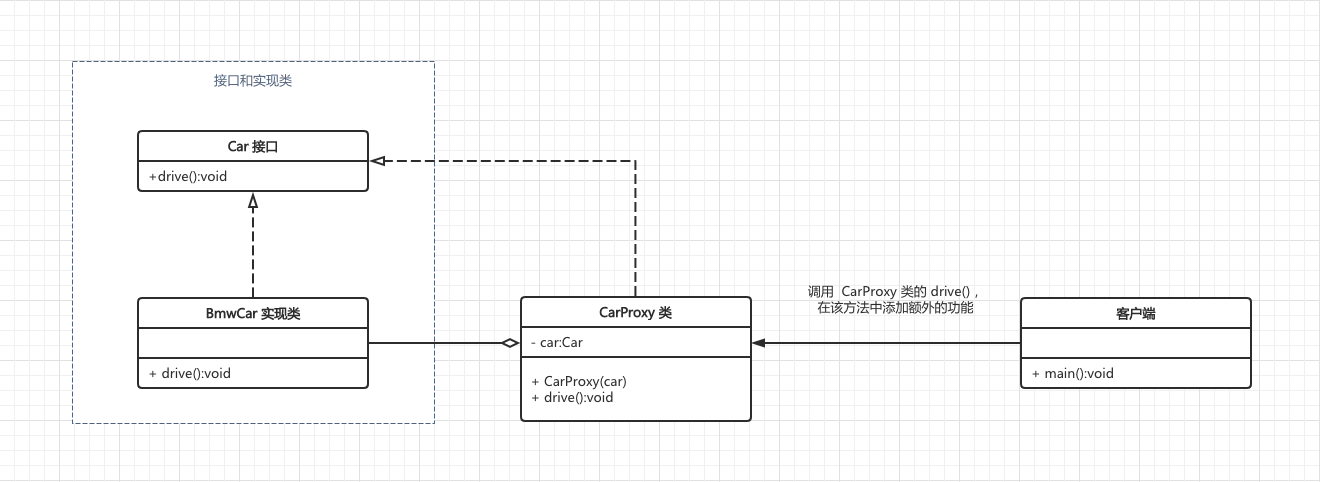 接口和实现类
Car 接口
+drive():void
BmwCar 实现类
+ drive():void
CarProxy 类
- car:Car
+ CarProxy(car)
+ drive():void
调用 CarProxy 类的 drive() ，
在该方法中添加额外的功能
客户端
+ main():void